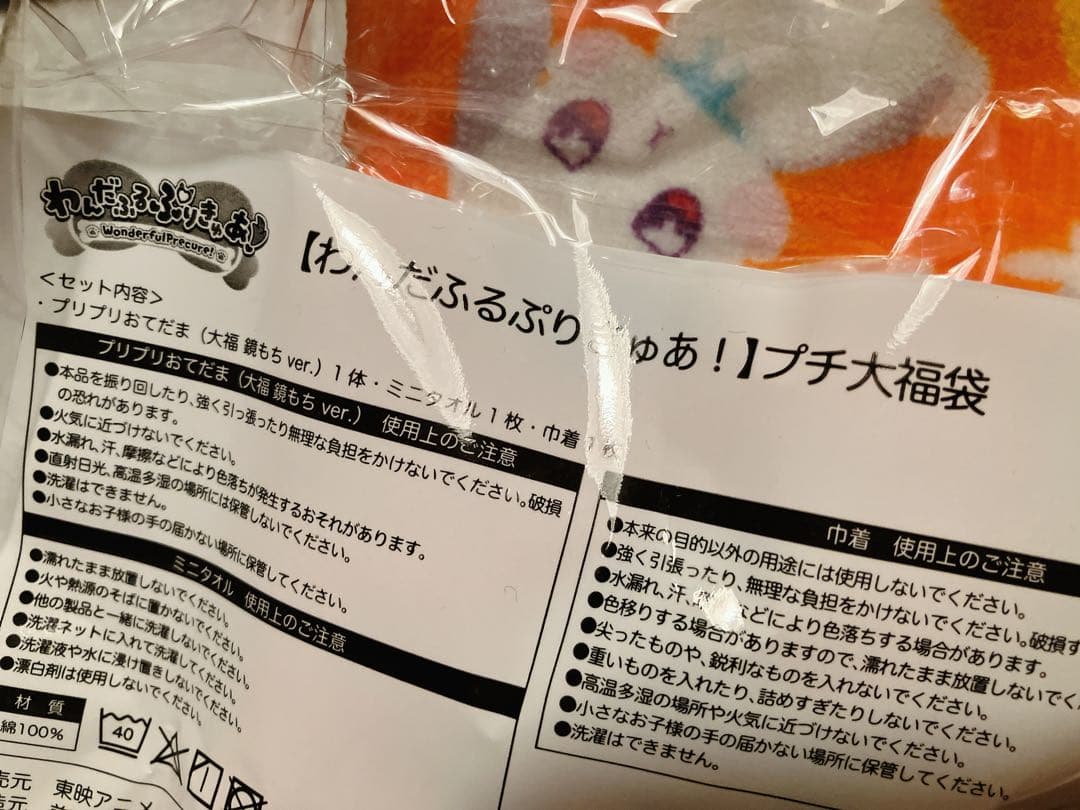 わんだふるぷりきゅあ!
WonderfulPrecure!
【わ だふるぷり ゅあ！】プチ大福袋
＜セット内容＞
・プリプリおてだま（大福 鏡もち ver.）1体・ミニタオル1枚・巾着 枚
プリプリおてだま（大福 鏡もち ver.） 使用上のご注意
●本品を振り回したり、強く引っ張ったり無理な負担をかけないでください。破損
の恐れがあります。
●火気に近づけないでください。
●水漏れ、汗、摩擦などにより色落ちが発生するおそれがあります。
●直射日光、高温多湿の場所には保管しないでください。
●洗濯はできません。
●小さなお子様の手の届かない場所に保管してください。
ミニタオル 使用上のご注意
●濡れたまま放置しないでください。
●火や熱源のそばに置かないでください。
●他の製品と一緒に洗濯しないでください。
●洗濯ネットに入れて洗濯してください。
●洗濯液や水に浸け置きしないでください。
●漂白剤は使用しないでください。
材 質
綿100%
40
売元 東映アニメ
巾着 使用上のご注意
●本来の目的以外の用途には使用しないでください。
●強く引張ったり、無理な負担をかけないでください。破損す
●水漏れ、汗、 などにより色落ちする場合があります。
●色移りする場合がありますので、濡れたまま放置しないでく
●尖ったものや、鋭利なものを入れないでください。
●重いものを入れたり、詰めすぎたりしないでください。
●高温多湿の場所や火気に近づけないでください。
●小さなお子様の手の届かない場所に保管してください。
●洗濯はできません。